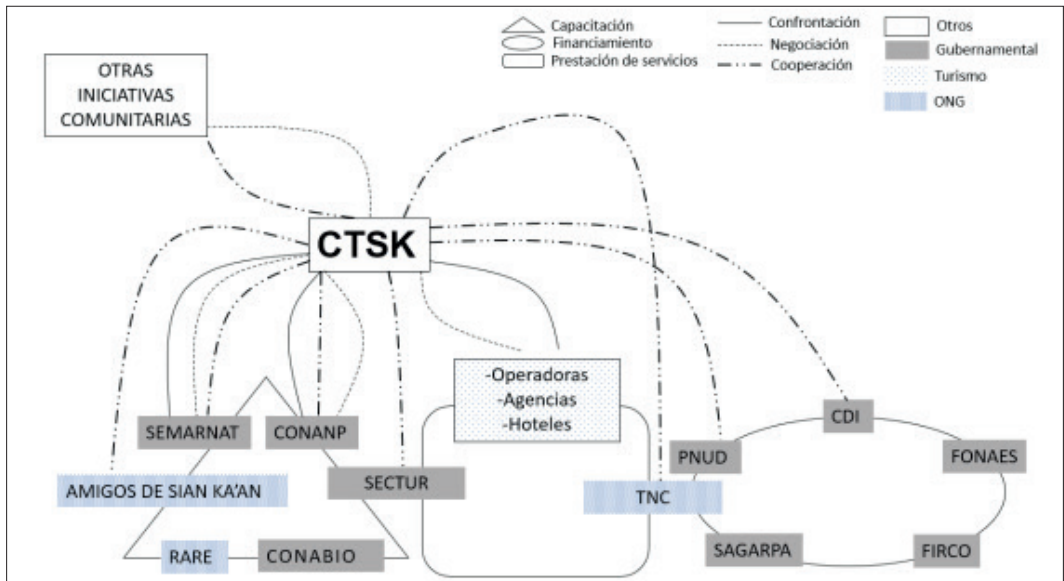 Capacitación
Financiamiento
Prestación de servicios
Confrontación
Negociación
Cooperación
Otros
Gubernamental
Turismo
ONG
OTRAS
INICIATIVAS
COMUNITARIAS
CTSK
-Operadoras
-Agencias
-Hoteles
SEMARNAT
CONANP
CDI
PNUD
FONAES
AMIGOS DE SIAN KA'AN
SECTUR
TNC
RARE
CONABIO
SAGARPA
FIRCO